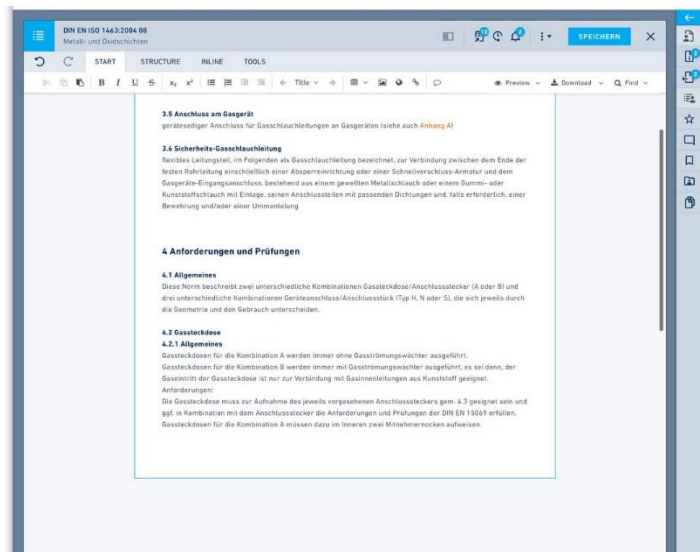 DIN EN ISO 1463:2004 08
Metall- und Oxidschichten
12
2
SPEICHERN
START STRUCTURE INLINE TOOLS
B I U S x₂ x² Title Preview Download Find
3.5 Anschluss am Gasgerät
geräteseitiger Anschluss für Gasschlauchleitungen an Gasgeräten (siehe auch Anhang A)
3.6 Sicherheits-Gasschlauchleitung
flexibles Leitungsteil, im Folgenden als Gasschlauchleitung bezeichnet, zur Verbindung zwischen dem Ende der
festen Rohrleitung einschließlich einer Absperreinrichtung oder einer Schnellverschluss-Armatur und dem
Gasgeräte-Eingangsanschluss, bestehend aus einem gewellten Metallschlauch oder einem Gummi- oder
Kunststoffschlauch mit Einlage, seinen Anschlussteilen mit passenden Dichtungen und, falls erforderlich, einer
Bewehrung und/oder einer Ummantelung
4 Anforderungen und Prüfungen
4.1 Allgemeines
Diese Norm beschreibt zwei unterschiedliche Kombinationen Gassteckdose/Anschlussstecker (A oder B) und
drei unterschiedliche Kombinationen Geräteanschluss/Anschlussstück (Typ H, N oder S), die sich jeweils durch
die Geometrie und den Gebrauch unterscheiden.
4.2 Gassteckdose
4.2.1 Allgemeines
Gassteckdosen für die Kombination A werden immer ohne Gasströmungswächter ausgeführt.
Gassteckdosen für die Kombination B werden immer mit Gasströmungswächter ausgeführt, es sei denn, der
Gaseintritt der Gassteckdose ist nur zur Verbindung mit Gasinnenleitungen aus Kunststoff geeignet.
Anforderungen:
Die Gassteckdose muss zur Aufnahme des jeweils vorgesehenen Anschlusssteckers gem. 4.3 geeignet sein und
ggf. in Kombination mit dem Anschlussstecker die Anforderungen und Prüfungen der DIN EN 15069 erfüllen.
Gassteckdosen für die Kombination A müssen dazu im Inneren zwei Mitnehmernocken aufweisen.